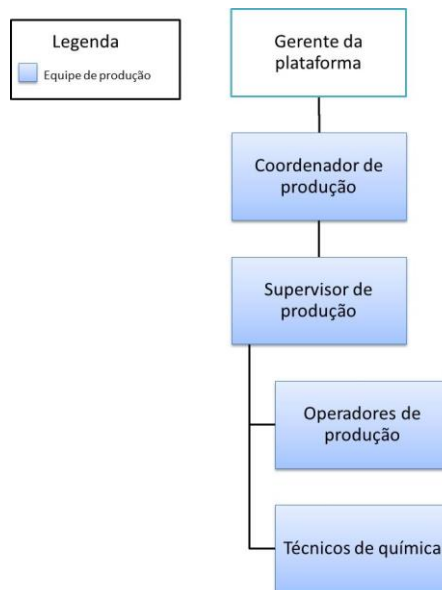 Legenda
Equipe de produção
Gerente da
plataforma
Coordenador de
produção
Supervisor de
produção
Operadores de
produção
Técnicos de química